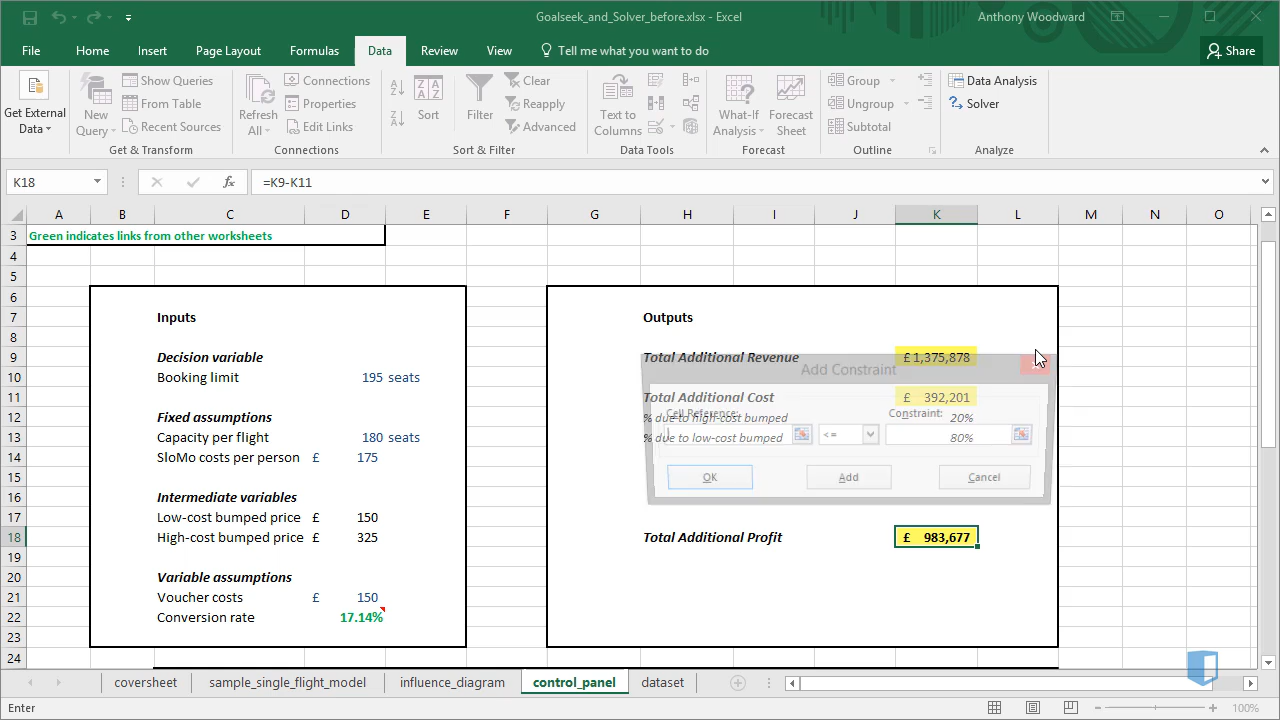 Goalseek_and_Solver_before.xlsx - Excel
Anthony Woodward
File Home Insert Page Layout Formulas Data Review View Tell me what you want to do Share
Get External Data
New Query
Show Queries
From Table
Recent Sources
Get & Transform
Refresh All
Connections
Properties
Edit Links
Connections
Sort
Filter
Clear
Reapply
Advanced
Sort & Filter
Text to Columns
Data Tools
What-If Analysis
Forecast Sheet
Forecast
Group
Ungroup
Subtotal
Outline
Data Analysis
Solver
Analyze
K18
fx
=K9-K11
A B C D E F G H I J K L M N O
3 Green indicates links from other worksheets
4
5
6
7 Inputs Outputs
8
9 Decision variable Total Additional Revenue £ 1,375,878
Add Constraint
10 Booking limit 195 seats
11 Total Additional Cost £ 392,201
Cell Reference: Constraint:
12 Fixed assumptions % due to high-cost bumped 20%
13 Capacity per flight 180 seats % due to low-cost bumped <= 80%
14 SloMo costs per person £ 175
OK Add Cancel
15
16 Intermediate variables
17 Low-cost bumped price £ 150
18 High-cost bumped price £ 325 Total Additional Profit £ 983,677
19
20 Variable assumptions
21 Voucher costs £ 150
22 Conversion rate 17.14%
23
24
coversheet sample_single_flight_model influence_diagram control_panel dataset
Enter 100%